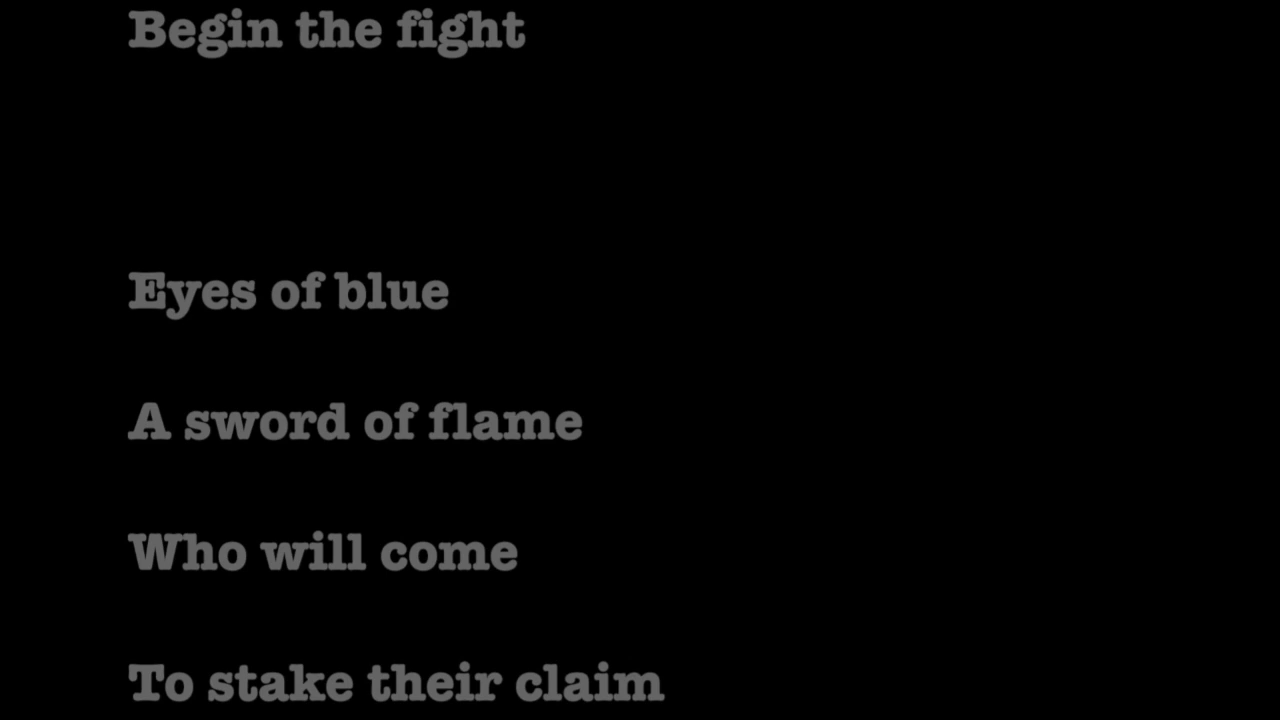 Begin the fight
Eyes of blue
A sword of flame
Who will come
To stake their claim